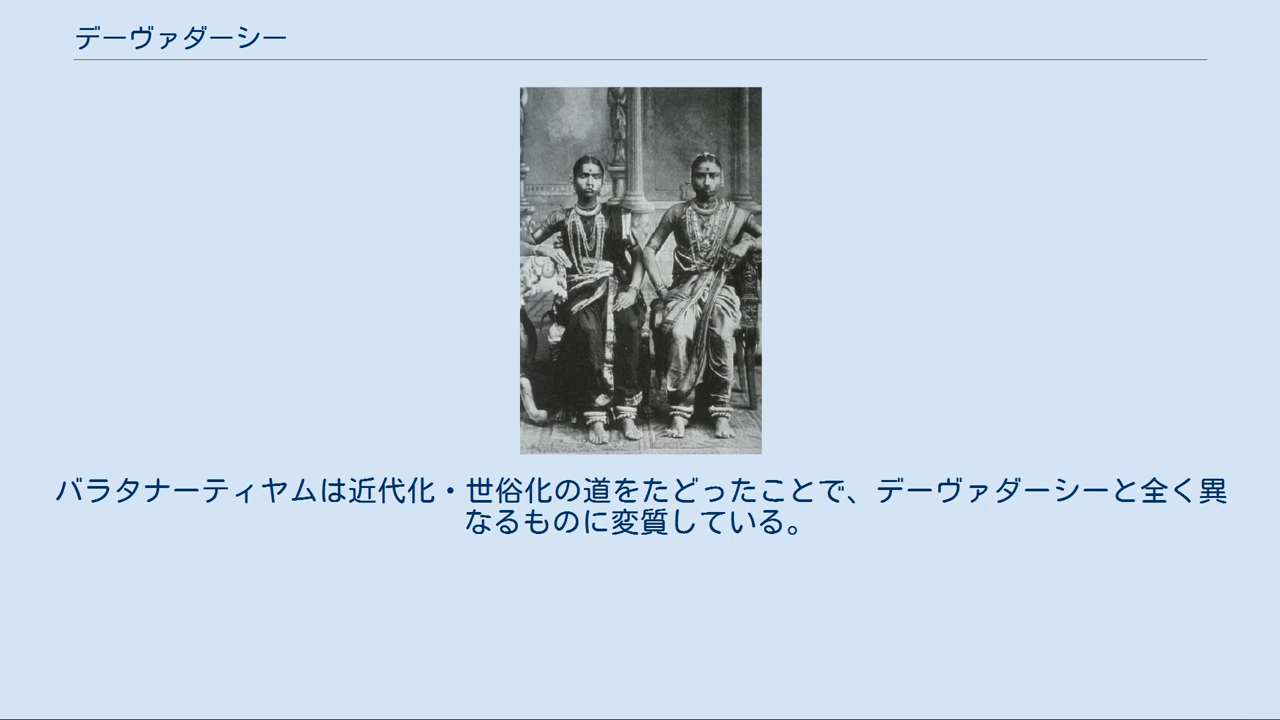 デーヴァダーシー
バラタナーティヤムは近代化・世俗化の道をたどったことで、デーヴァダーシーと全く異
なるものに変質している。